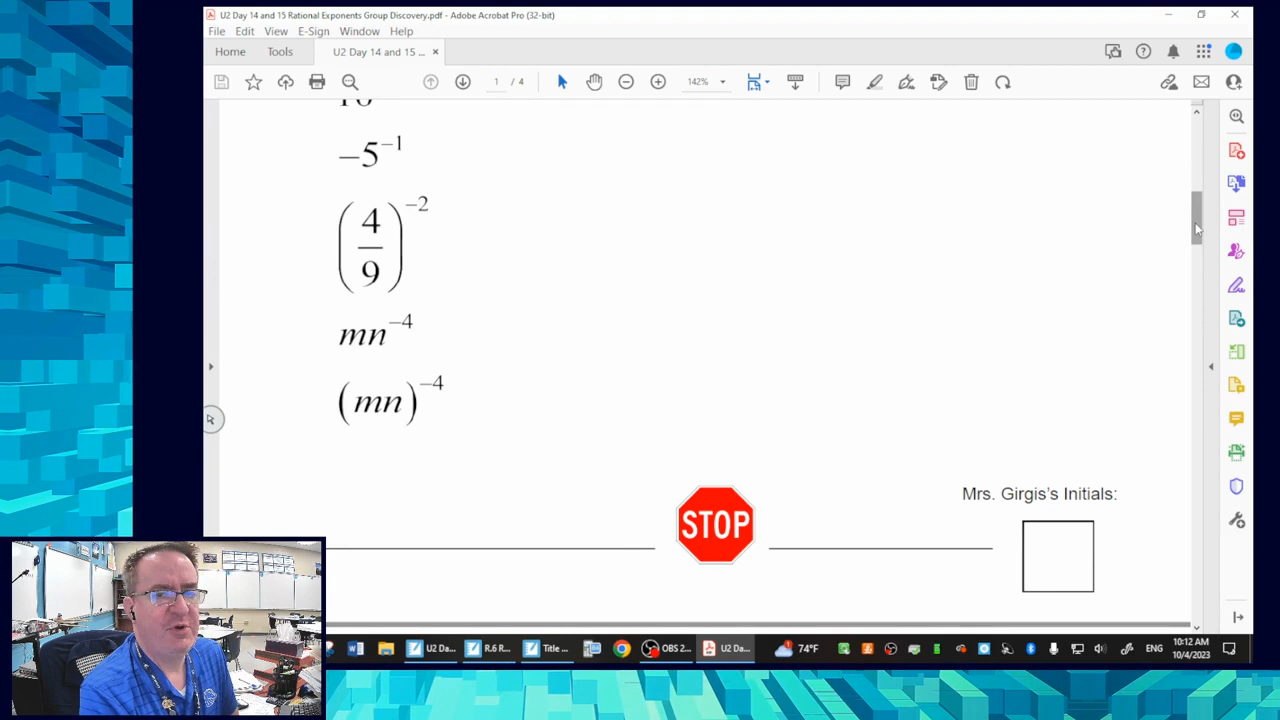 U2 Day 14 and 15 Rational Exponents Group Discovery.pdf - Adobe Acrobat Pro (32-bit)
File Edit View E-Sign Window Help
Home Tools U2 Day 14 and 15 ... ×
1 / 4 142%
−5⁻¹
(4/9)⁻²
mn⁻⁴
(mn)⁻⁴
Mrs. Girgis's Initials:
STOP
U2 Da... R.6 R... Title ... OBS 2... U2 Da... 74°F ENG 10:12 AM
10/4/2023